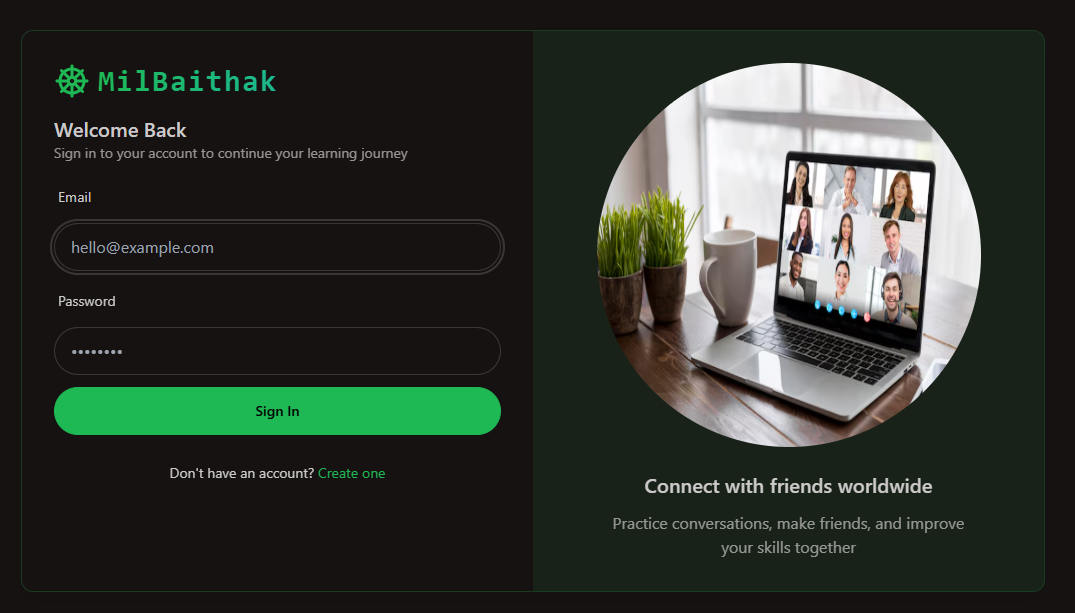 MilBaithak
Welcome Back
Sign in to your account to continue your learning journey
Email
hello@example.com
Password
••••••••
Sign In
Don't have an account? Create one
Connect with friends worldwide
Practice conversations, make friends, and improve
your skills together